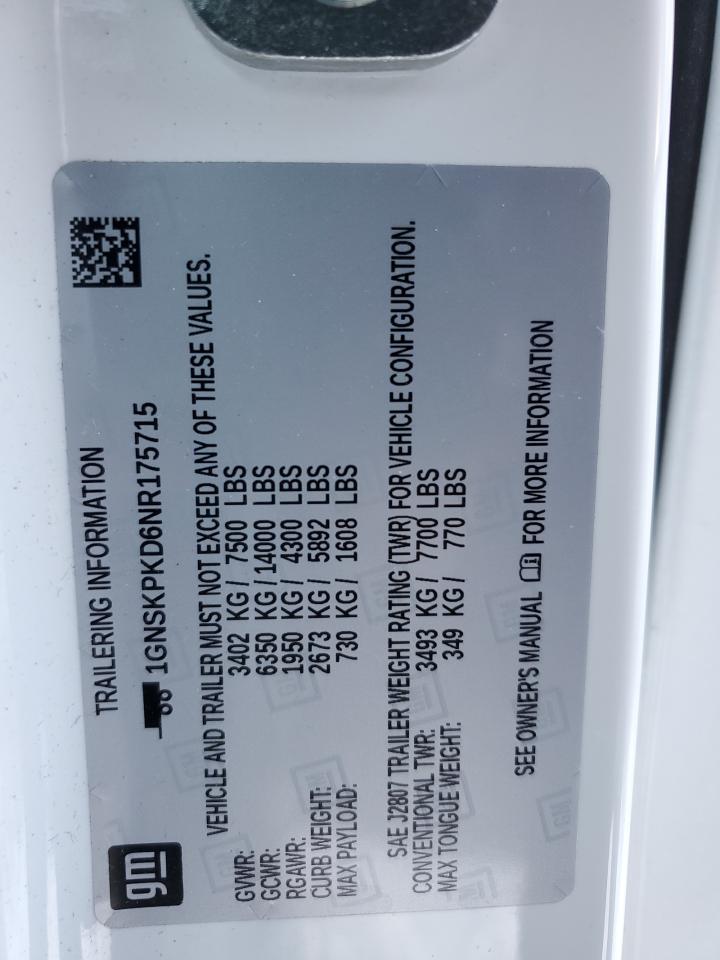 gm
TRAILERING INFORMATION
1GNSKPKD6NR175715
VEHICLE AND TRAILER MUST NOT EXCEED ANY OF THESE VALUES.
GVWR: 3402 KG / 7500 LBS
GCWR: 6350 KG / 14000 LBS
RGAWR: 1950 KG / 4300 LBS
CURB WEIGHT: 2673 KG / 5892 LBS
MAX PAYLOAD: 730 KG / 1608 LBS
SAE J2807 TRAILER WEIGHT RATING (TWR) FOR VEHICLE CONFIGURATION.
CONVENTIONAL TWR: 3493 KG / 7700 LBS
MAX TONGUE WEIGHT: 349 KG / 770 LBS
SEE OWNER'S MANUAL FOR MORE INFORMATION